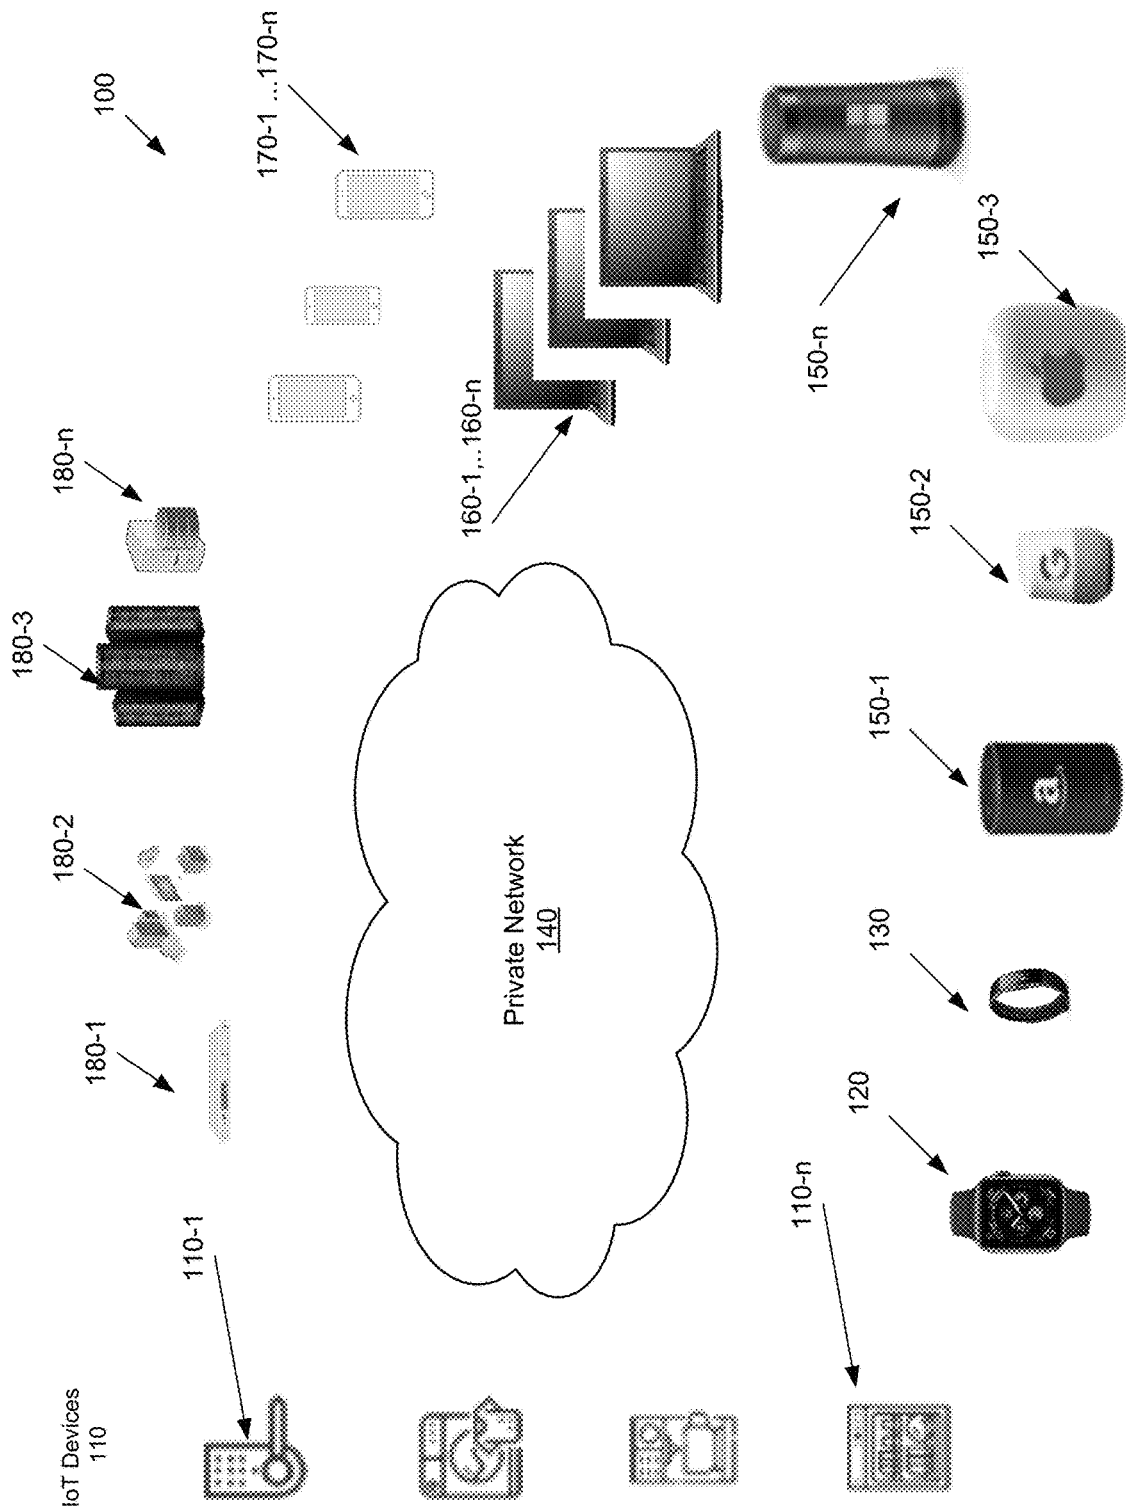 IoT Devices
110
110-1
180-1
180-2
180-3
180-n
100
170-1 ...170-n
Private Network
140
160-1,..160-n
110-n
120
130
150-1
150-2
150-3
150-n
a
G